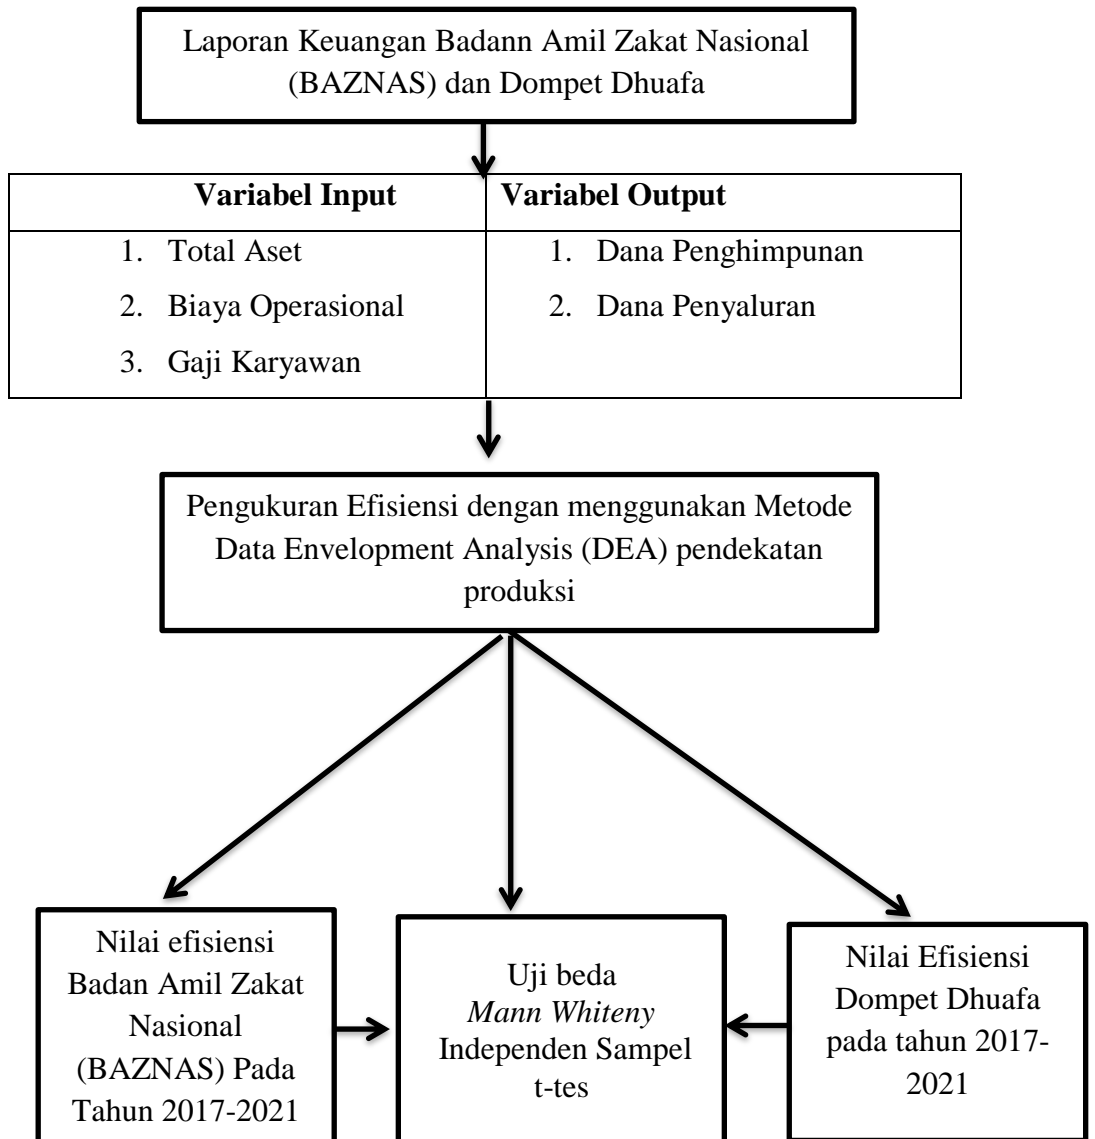 Laporan Keuangan Badann Amil Zakat Nasional
(BAZNAS) dan Dompet Dhuafa
Variabel Input
1. Total Aset
2. Biaya Operasional
3. Gaji Karyawan
Variabel Output
1. Dana Penghimpunan
2. Dana Penyaluran
Pengukuran Efisiensi dengan menggunakan Metode
Data Envelopment Analysis (DEA) pendekatan
produksi
Nilai efisiensi
Badan Amil Zakat
Nasional
(BAZNAS) Pada
Tahun 2017-2021
Uji beda
Mann Whiteny
Independen Sampel
t-tes
Nilai Efisiensi
Dompet Dhuafa
pada tahun 2017-
2021